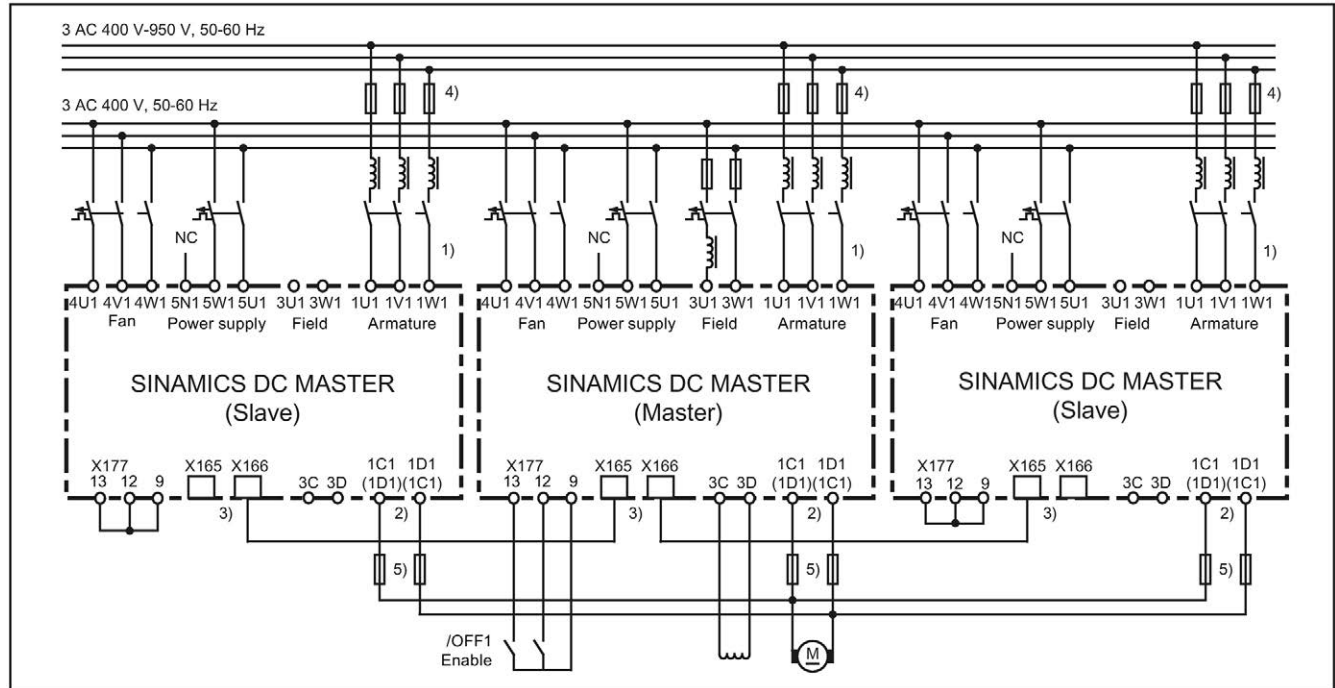 3 AC 400 V-950 V, 50-60 Hz
4) 4) 4)
3 AC 400 V, 50-60 Hz
NC NC NC
1) 1) 1)
4U1 4V1 4W1 5N1 5W1 5U1 3U1 3W1 1U1 1V1 1W1
Fan Power supply Field Armature
SINAMICS DC MASTER
(Slave)
X177 X165 X166 1C1 1D1
13 12 9 3C 3D (1D1)(1C1)
3) 2)
5)
4U1 4V1 4W1 5N1 5W1 5U1 3U1 3W1 1U1 1V1 1W1
Fan Power supply Field Armature
SINAMICS DC MASTER
(Master)
X177 X165 X166 1C1 1D1
13 12 9 3C 3D (1D1)(1C1)
3) 2)
5)
/OFF1
Enable
M
4U1 4V1 4W1 5N1 5W1 5U1 3U1 3W1 1U1 1V1 1W1
Fan Power supply Field Armature
SINAMICS DC MASTER
(Slave)
X177 X165 X166 1C1 1D1
13 12 9 3C 3D (1D1)(1C1)
3) 2)
5)